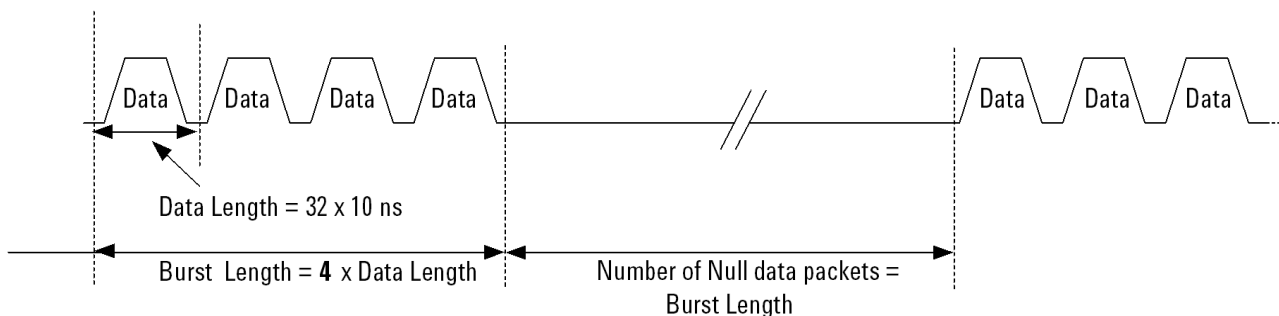 Data Data Data Data Data Data Data
Data Length = 32 x 10 ns
Burst Length = 4 x Data Length
Number of Null data packets =
Burst Length